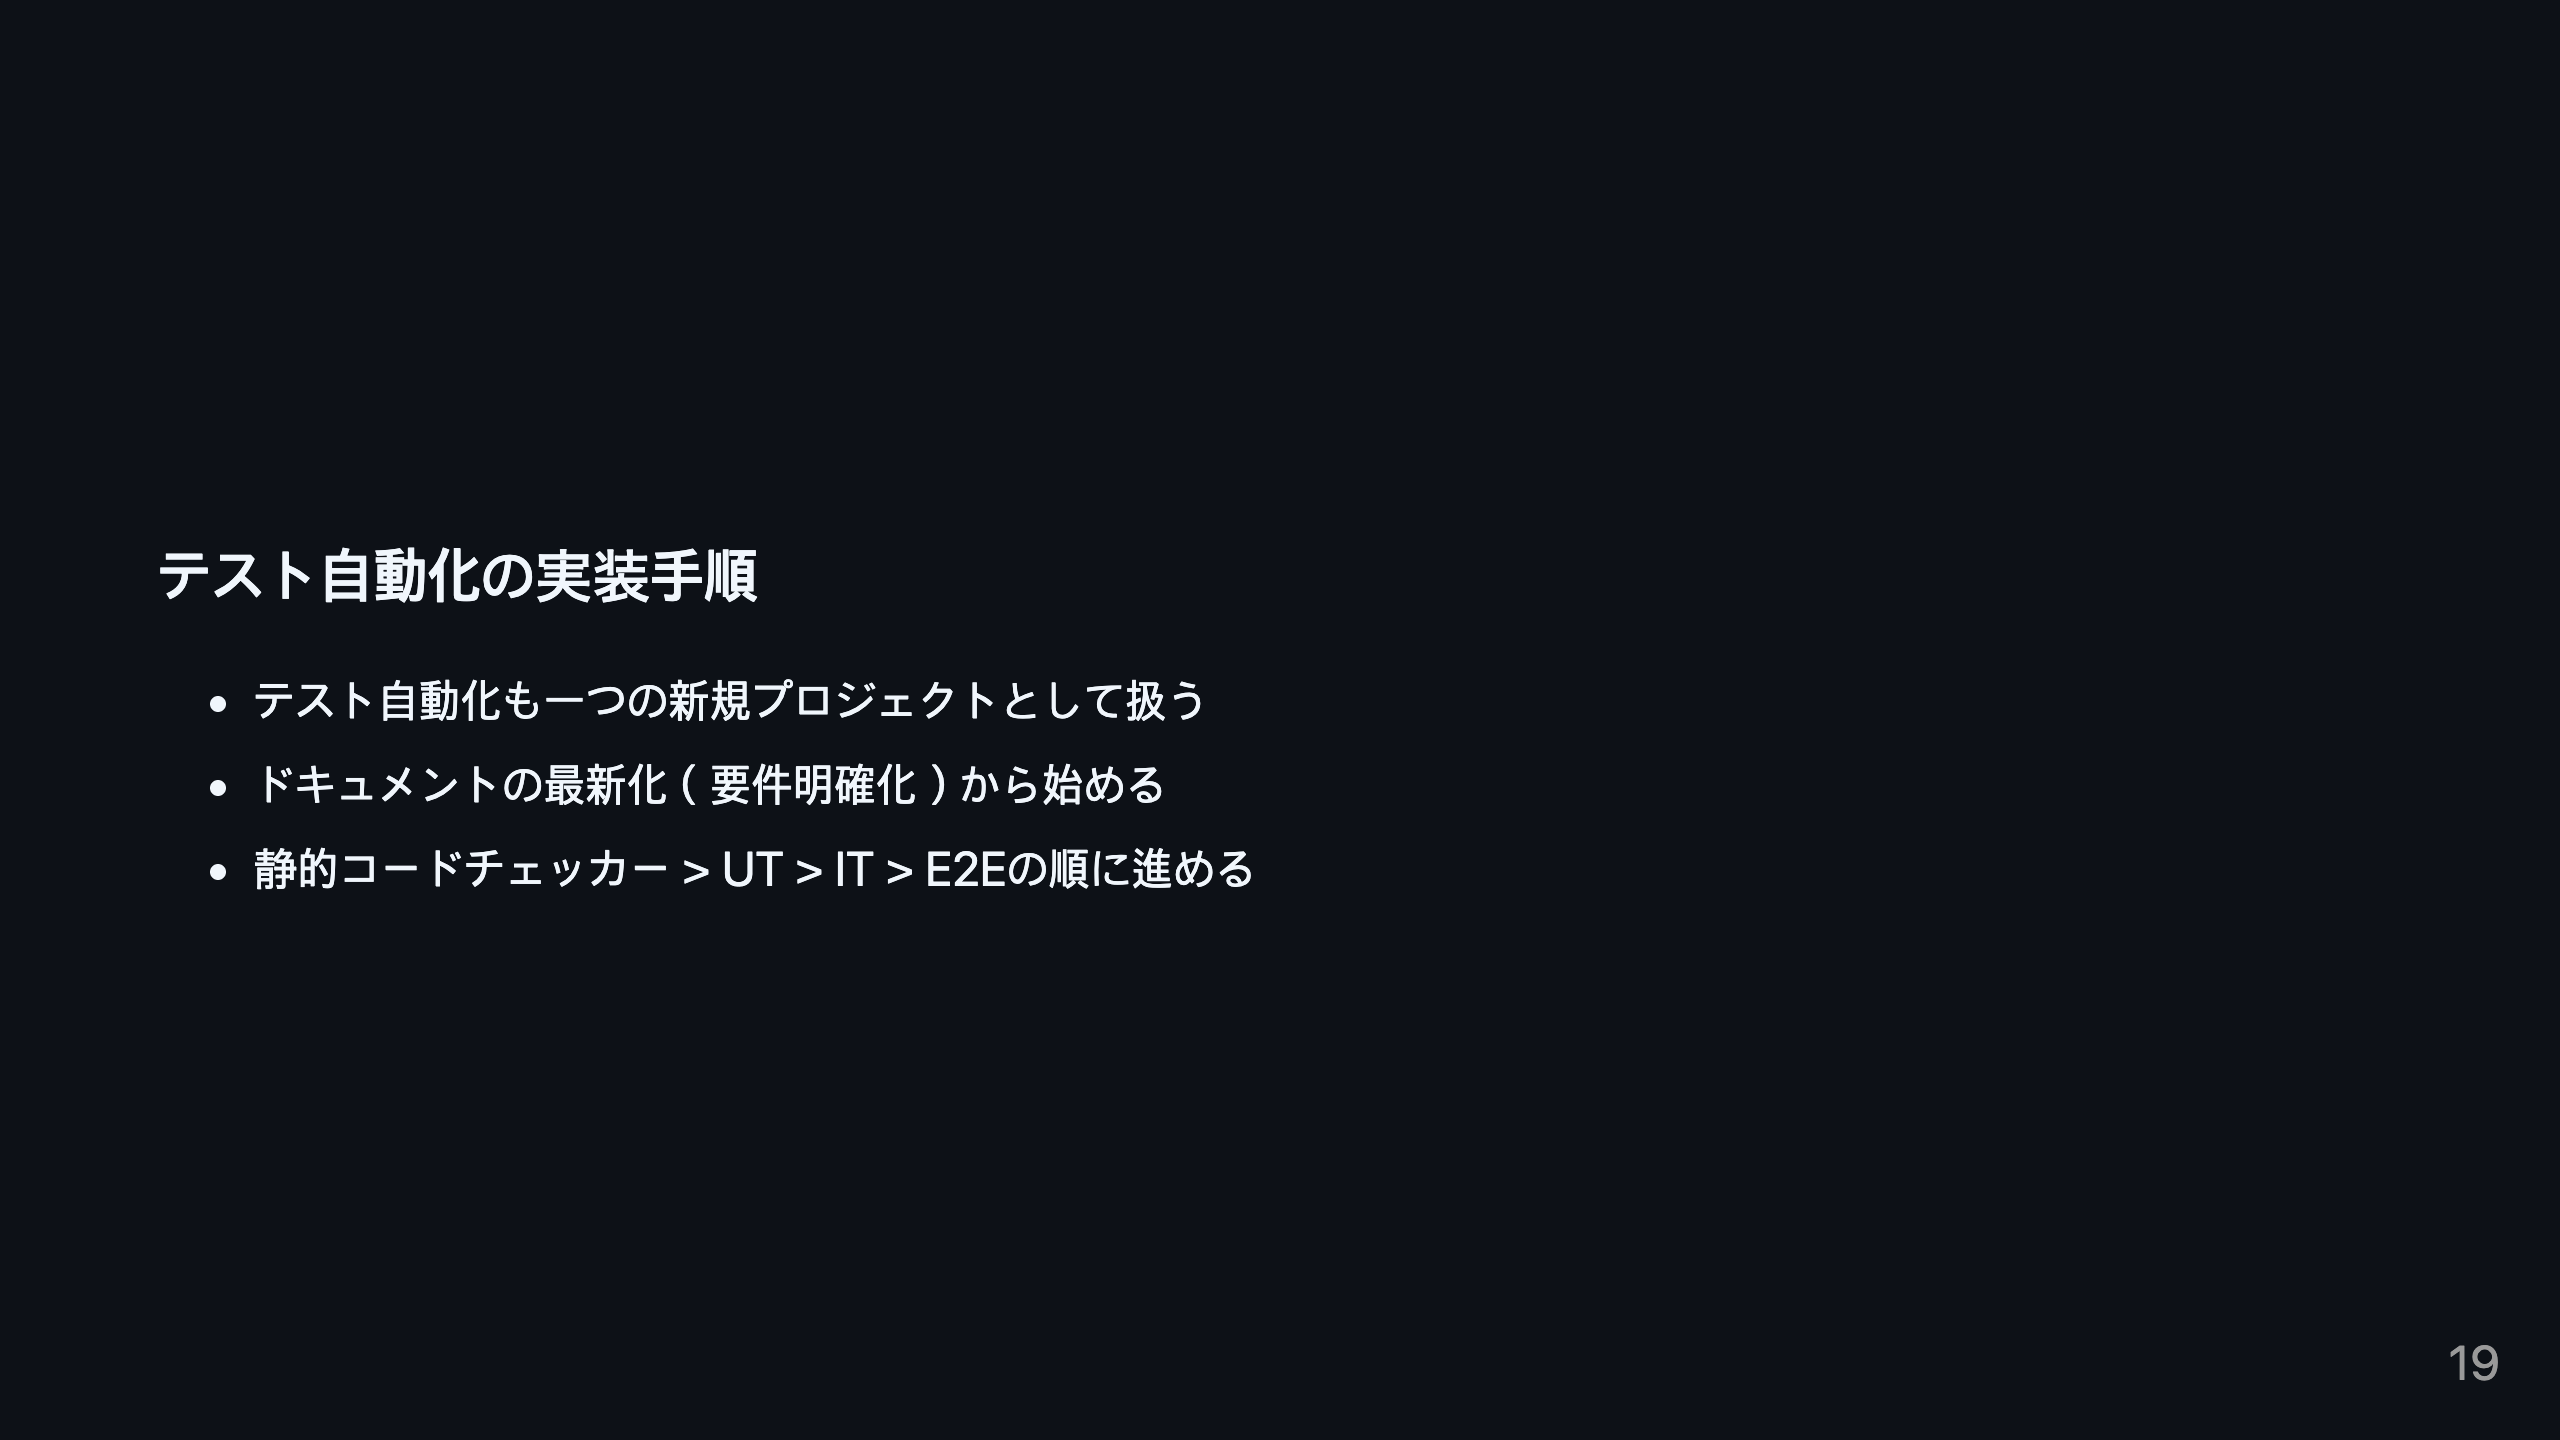 テスト自動化の実装手順
• テスト自動化も一つの新規プロジェクトとして扱う
• ドキュメントの最新化 ( 要件明確化 ) から始める
• 静的コードチェッカー > UT > IT > E2Eの順に進める
19